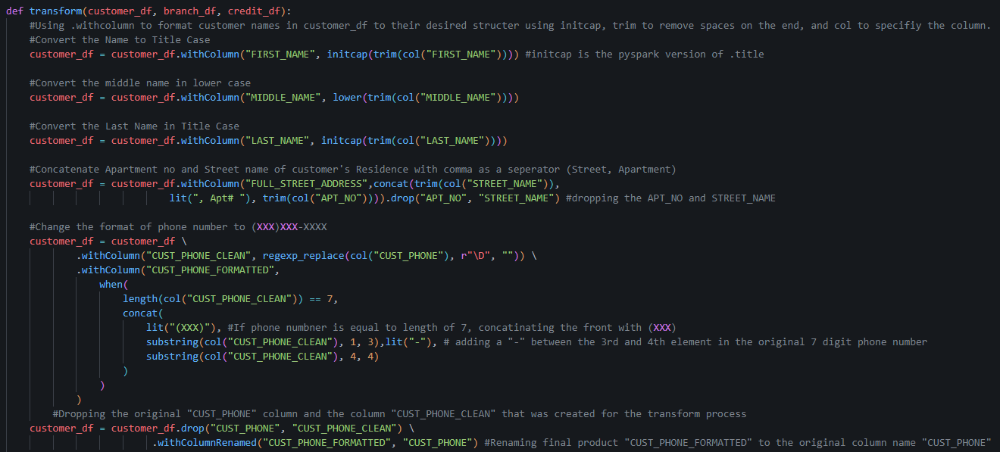 def transform(customer_df, branch_df, credit_df):
#Using .withcolumn to format customer names in customer_df to their desired structer using initcap, trim to remove spaces on the end, and col to specifiy the column.
#Convert the Name to Title Case
customer_df = customer_df.withColumn("FIRST_NAME", initcap(trim(col("FIRST_NAME")))) #initcap is the pyspark version of .title
#Convert the middle name in lower case
customer_df = customer_df.withColumn("MIDDLE_NAME", lower(trim(col("MIDDLE_NAME"))))
#Convert the Last Name in Title Case
customer_df = customer_df.withColumn("LAST_NAME", initcap(trim(col("LAST_NAME"))))
#Concatenate Apartment no and Street name of customer's Residence with comma as a seperator (Street, Apartment)
customer_df = customer_df.withColumn("FULL_STREET_ADDRESS",concat(trim(col("STREET_NAME")),
lit(", Apt# "), trim(col("APT_NO")))).drop("APT_NO", "STREET_NAME") #dropping the APT_NO and STREET_NAME
#Change the format of phone number to (XXX)XXX-XXXX
customer_df = customer_df \
.withColumn("CUST_PHONE_CLEAN", regexp_replace(col("CUST_PHONE"), r"\D", "")) \
.withColumn("CUST_PHONE_FORMATTED",
when(
length(col("CUST_PHONE_CLEAN")) == 7,
concat(
lit("(XXX)"), #If phone numbner is equal to length of 7, concatinating the front with (XXX)
substring(col("CUST_PHONE_CLEAN"), 1, 3),lit("-"), # adding a "-" between the 3rd and 4th element in the original 7 digit phone number
substring(col("CUST_PHONE_CLEAN"), 4, 4)
)
)
)
#Dropping the original "CUST_PHONE" column and the column "CUST_PHONE_CLEAN" that was created for the transform process
customer_df = customer_df.drop("CUST_PHONE", "CUST_PHONE_CLEAN") \
.withColumnRenamed("CUST_PHONE_FORMATTED", "CUST_PHONE") #Renaming final product "CUST_PHONE_FORMATTED" to the original column name "CUST_PHONE"